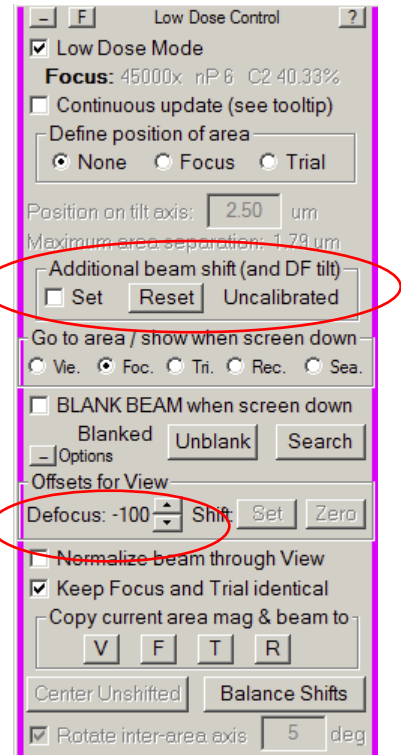 – F Low Dose Control ?
Low Dose Mode
Focus: 45000x nP 6 C2 40.33%
Continuous update (see tooltip)
Define position of area
None Focus Trial
Position on tilt axis: 2.50 um
Maximum area separation: 1.79 um
Additional beam shift (and DF tilt)
Set Reset Uncalibrated
Go to area / show when screen down
Vie. Foc. Tri. Rec. Sea.
BLANK BEAM when screen down
Blanked Unblank Search
– Options
Offsets for View
Defocus: -100 Shift: Set Zero
Normalize beam through View
Keep Focus and Trial identical
Copy current area mag & beam to
V F T R
Center Unshifted Balance Shifts
Rotate inter-area axis 5 deg